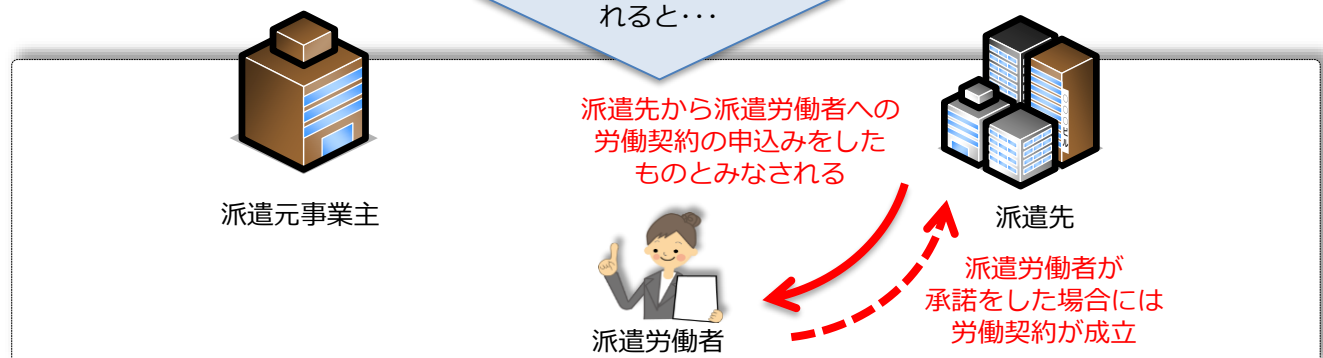 れると･･･
派遣先から派遣労働者への
労働契約の申込みをした
ものとみなされる
派遣元事業主
派遣先
派遣労働者が
承諾をした場合には
労働契約が成立
派遣労働者